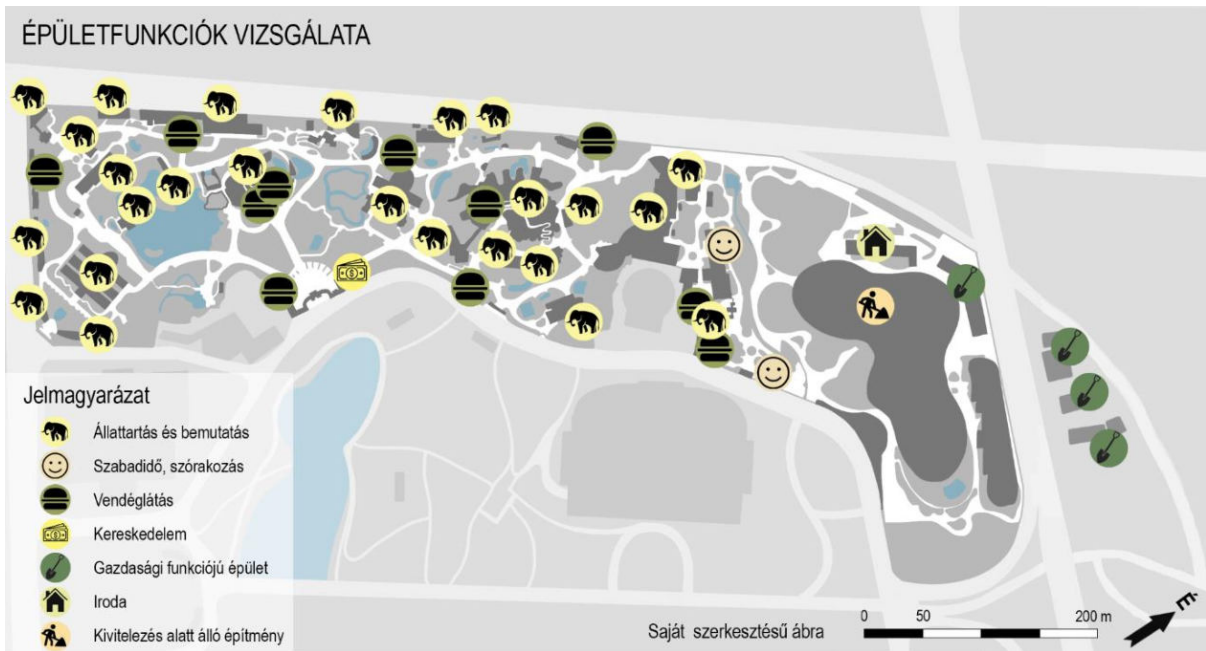 ÉPÜLETFUNKCIÓK VIZSGÁLATA
Jelmagyarázat
Állattartás és bemutatás
Szabadidő, szórakozás
Vendéglátás
Kereskedelem
Gazdasági funkciójú épület
Iroda
Kivitelezés alatt álló építmény
Saját szerkesztésű ábra
0 50 200 m
É